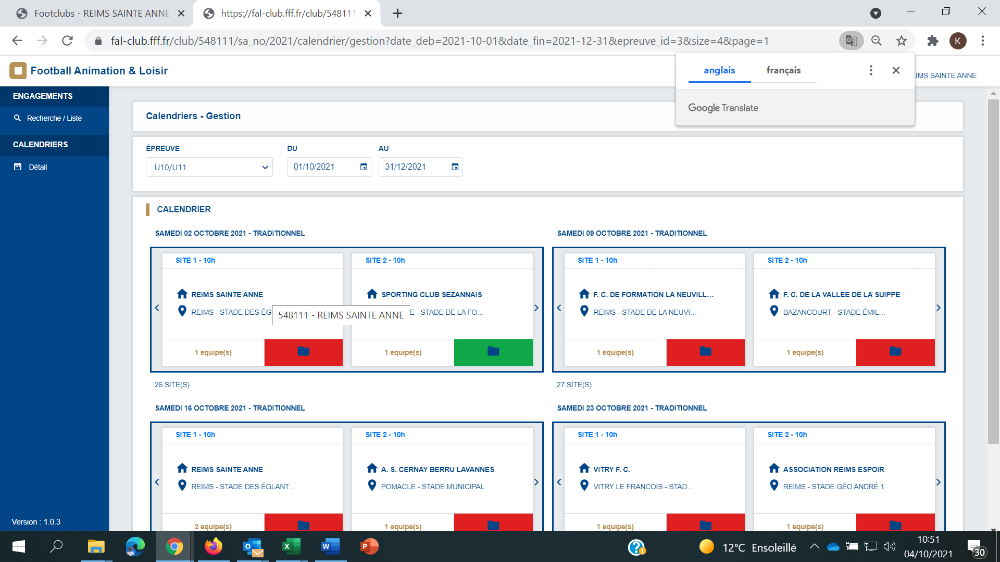 Footclubs - REIMS SAINTE ANNE
https://fal-club.fff.fr/club/548111
fal-club.fff.fr/club/548111/sa_no/2021/calendrier/gestion?date_deb=2021-10-01&date_fin=2021-12-31&epreuve_id=3&size=4&page=1
K
Football Animation & Loisir
anglais
français
Google Translate
EIMS SAINTE ANNE
ENGAGEMENTS
Recherche / Liste
CALENDRIERS
Détail
Version : 1.0.3
Calendriers - Gestion
ÉPREUVE
DU
AU
U10/U11
01/10/2021
31/12/2021
CALENDRIER
SAMEDI 02 OCTOBRE 2021 - TRADITIONNEL
SITE 1 - 10h
REIMS SAINTE ANNE
REIMS - STADE DES ÉG
548111 - REIMS SAINTE ANNE
1 equipe(s)
SITE 2 - 10h
SPORTING CLUB SEZANNAIS
E - STADE DE LA FO...
1 equipe(s)
26 SITE(S)
SAMEDI 09 OCTOBRE 2021 - TRADITIONNEL
SITE 1 - 10h
F. C. DE FORMATION LA NEUVILL...
REIMS - STADE DE LA NEUVI...
1 equipe(s)
SITE 2 - 10h
F. C. DE LA VALLEE DE LA SUIPPE
BAZANCOURT - STADE ÉMIL...
1 equipe(s)
27 SITE(S)
SAMEDI 16 OCTOBRE 2021 - TRADITIONNEL
SITE 1 - 10h
REIMS SAINTE ANNE
REIMS - STADE DES ÉGLANT...
2 equipe(s)
SITE 2 - 10h
A. S. CERNAY BERRU LAVANNES
POMACLE - STADE MUNICIPAL
1 equipe(s)
SAMEDI 23 OCTOBRE 2021 - TRADITIONNEL
SITE 1 - 10h
VITRY F. C.
VITRY LE FRANCOIS - STAD...
1 equipe(s)
SITE 2 - 10h
ASSOCIATION REIMS ESPOIR
REIMS - STADE GÉO ANDRÉ 1
1 equipe(s)
12°C Ensoleillé
10:51
04/10/2021
30